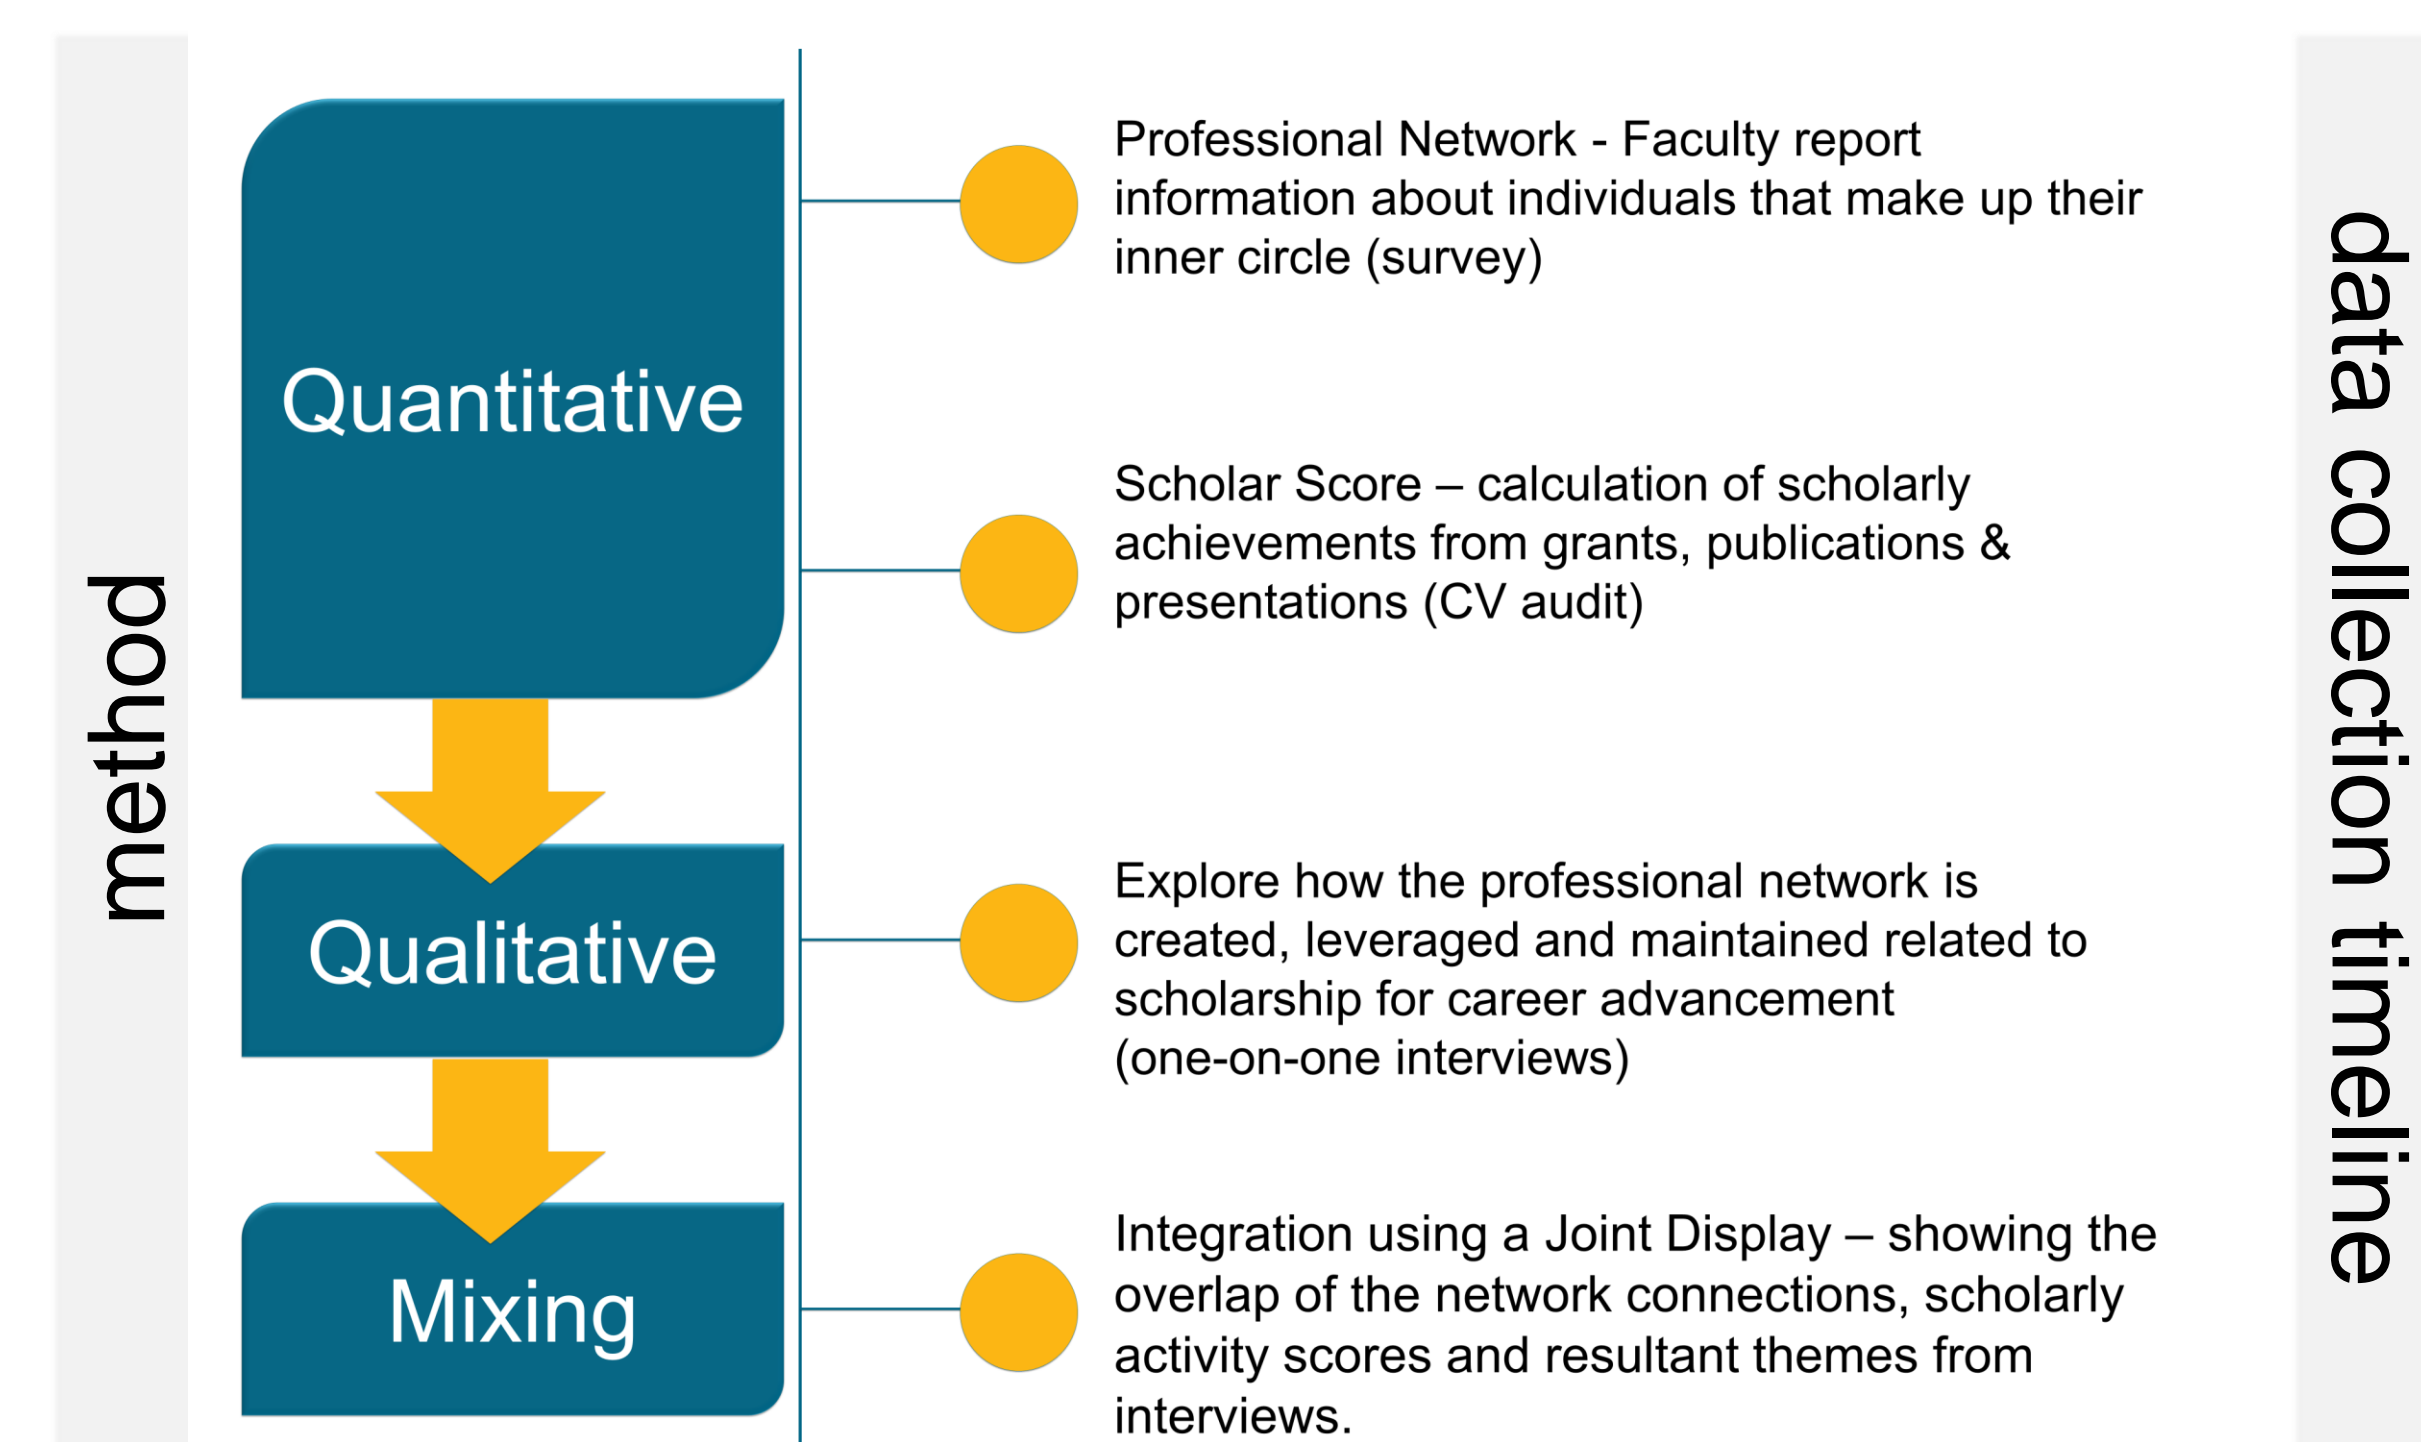 method
Quantitative
Professional Network - Faculty report
information about individuals that make up their
inner circle (survey)
Scholar Score – calculation of scholarly
achievements from grants, publications &
presentations (CV audit)
Qualitative
Explore how the professional network is
created, leveraged and maintained related to
scholarship for career advancement
(one-on-one interviews)
Mixing
Integration using a Joint Display – showing the
overlap of the network connections, scholarly
activity scores and resultant themes from
interviews.
data collection timeline